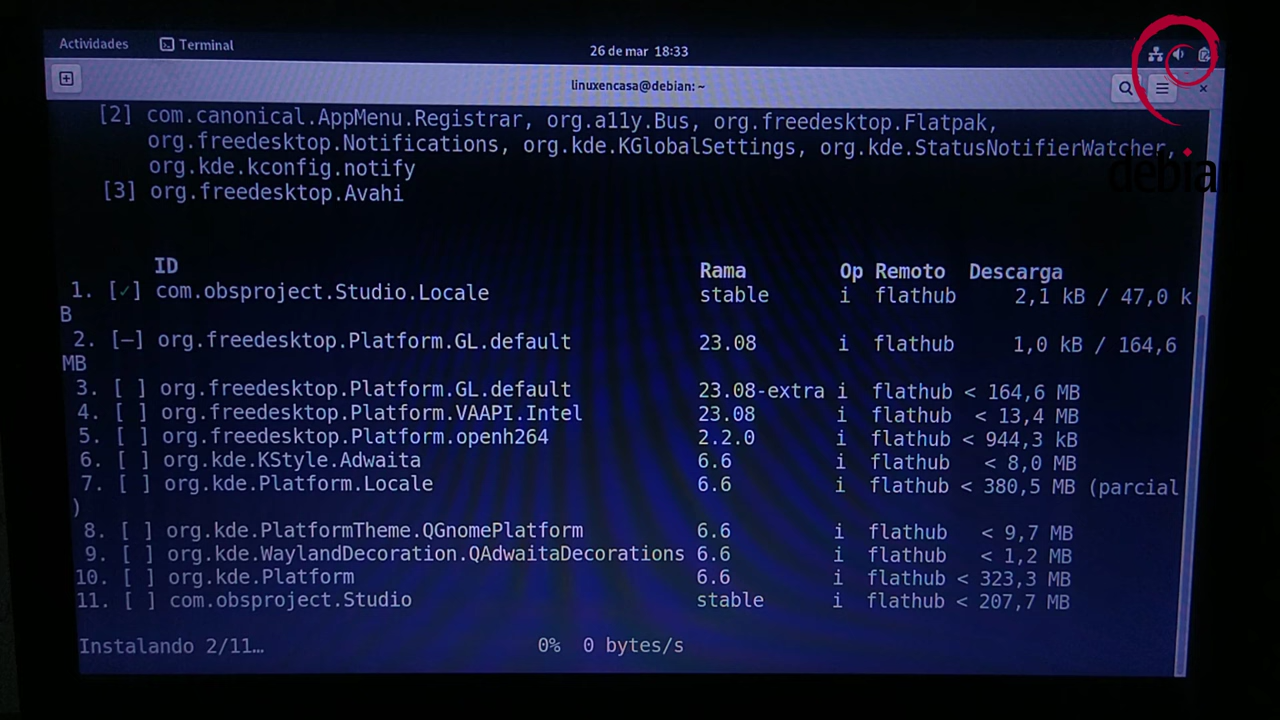 Actividades Terminal 26 de mar 18:33
linuxencasa@debian: ~
[2] com.canonical.AppMenu.Registrar, org.a11y.Bus, org.freedesktop.Flatpak,
org.freedesktop.Notifications, org.kde.KGlobalSettings, org.kde.StatusNotifierWatcher,
org.kde.kconfig.notify
[3] org.freedesktop.Avahi
debian
ID Rama Op Remoto Descarga
1. [✓] com.obsproject.Studio.Locale stable i flathub 2,1 kB / 47,0 k
B
2. [—] org.freedesktop.Platform.GL.default 23.08 i flathub 1,0 kB / 164,6
MB
3. [ ] org.freedesktop.Platform.GL.default 23.08-extra i flathub < 164,6 MB
4. [ ] org.freedesktop.Platform.VAAPI.Intel 23.08 i flathub < 13,4 MB
5. [ ] org.freedesktop.Platform.openh264 2.2.0 i flathub < 944,3 kB
6. [ ] org.kde.KStyle.Adwaita 6.6 i flathub < 8,0 MB
7. [ ] org.kde.Platform.Locale 6.6 i flathub < 380,5 MB (parcial
)
8. [ ] org.kde.PlatformTheme.QGnomePlatform 6.6 i flathub < 9,7 MB
9. [ ] org.kde.WaylandDecoration.QAdwaitaDecorations 6.6 i flathub < 1,2 MB
10. [ ] org.kde.Platform 6.6 i flathub < 323,3 MB
11. [ ] com.obsproject.Studio stable i flathub < 207,7 MB
Instalando 2/11… 0% 0 bytes/s